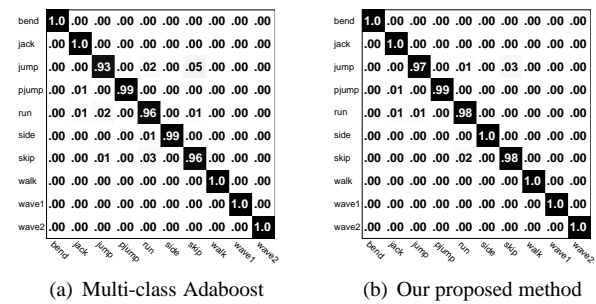 bend 1.0 .00 .00 .00 .00 .00 .00 .00 .00 .00
jack .00 1.0 .00 .00 .00 .00 .00 .00 .00 .00
jump .00 .00 .93 .00 .02 .00 .05 .00 .00 .00
pjump .00 .01 .00 .99 .00 .00 .00 .00 .00 .00
run .00 .01 .02 .00 .96 .00 .01 .00 .00 .00
side .00 .00 .00 .00 .01 .99 .00 .00 .00 .00
skip .00 .00 .01 .00 .03 .00 .96 .00 .00 .00
walk .00 .00 .00 .00 .00 .00 .00 1.0 .00 .00
wave1 .00 .00 .00 .00 .00 .00 .00 .00 1.0 .00
wave2 .00 .00 .00 .00 .00 .00 .00 .00 .00 1.0
bend jack jump pjump run side skip walk wave1 wave2
(a) Multi-class Adaboost
bend 1.0 .00 .00 .00 .00 .00 .00 .00 .00 .00
jack .00 1.0 .00 .00 .00 .00 .00 .00 .00 .00
jump .00 .00 .97 .00 .01 .00 .03 .00 .00 .00
pjump .00 .01 .00 .99 .00 .00 .00 .00 .00 .00
run .00 .01 .01 .00 .98 .00 .00 .00 .00 .00
side .00 .00 .00 .00 .00 1.0 .00 .00 .00 .00
skip .00 .00 .00 .00 .02 .00 .98 .00 .00 .00
walk .00 .00 .00 .00 .00 .00 .00 1.0 .00 .00
wave1 .00 .00 .00 .00 .00 .00 .00 .00 1.0 .00
wave2 .00 .00 .00 .00 .00 .00 .00 .00 .00 1.0
bend jack jump pjump run side skip walk wave1 wave2
(b) Our proposed method